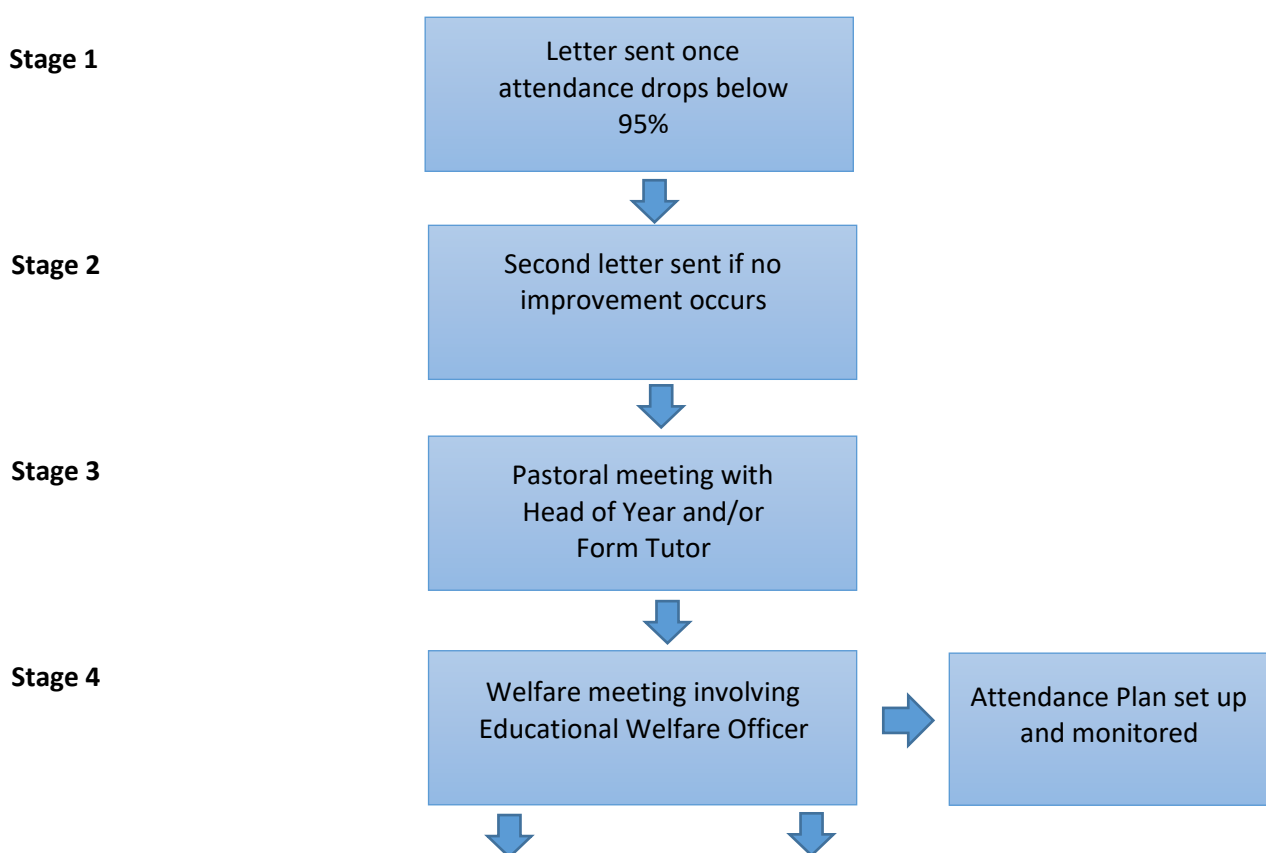 Stage 1
Letter sent once
attendance drops below
95%
Stage 2
Second letter sent if no
improvement occurs
Stage 3
Pastoral meeting with
Head of Year and/or
Form Tutor
Stage 4
Welfare meeting involving
Educational Welfare Officer
Attendance Plan set up
and monitored